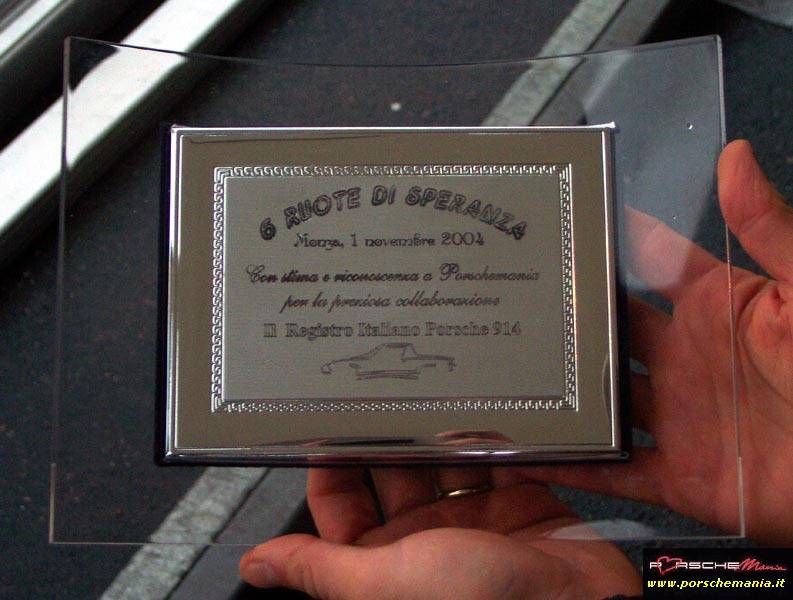 6 RUOTE DI SPERANZA
Monza, 1 novembre 2004
Con stima e riconoscenza a Porschemania
per la preziosa collaborazione
Il Registro Italiano Porsche 914
PORSCHEMania
www.porschemania.it